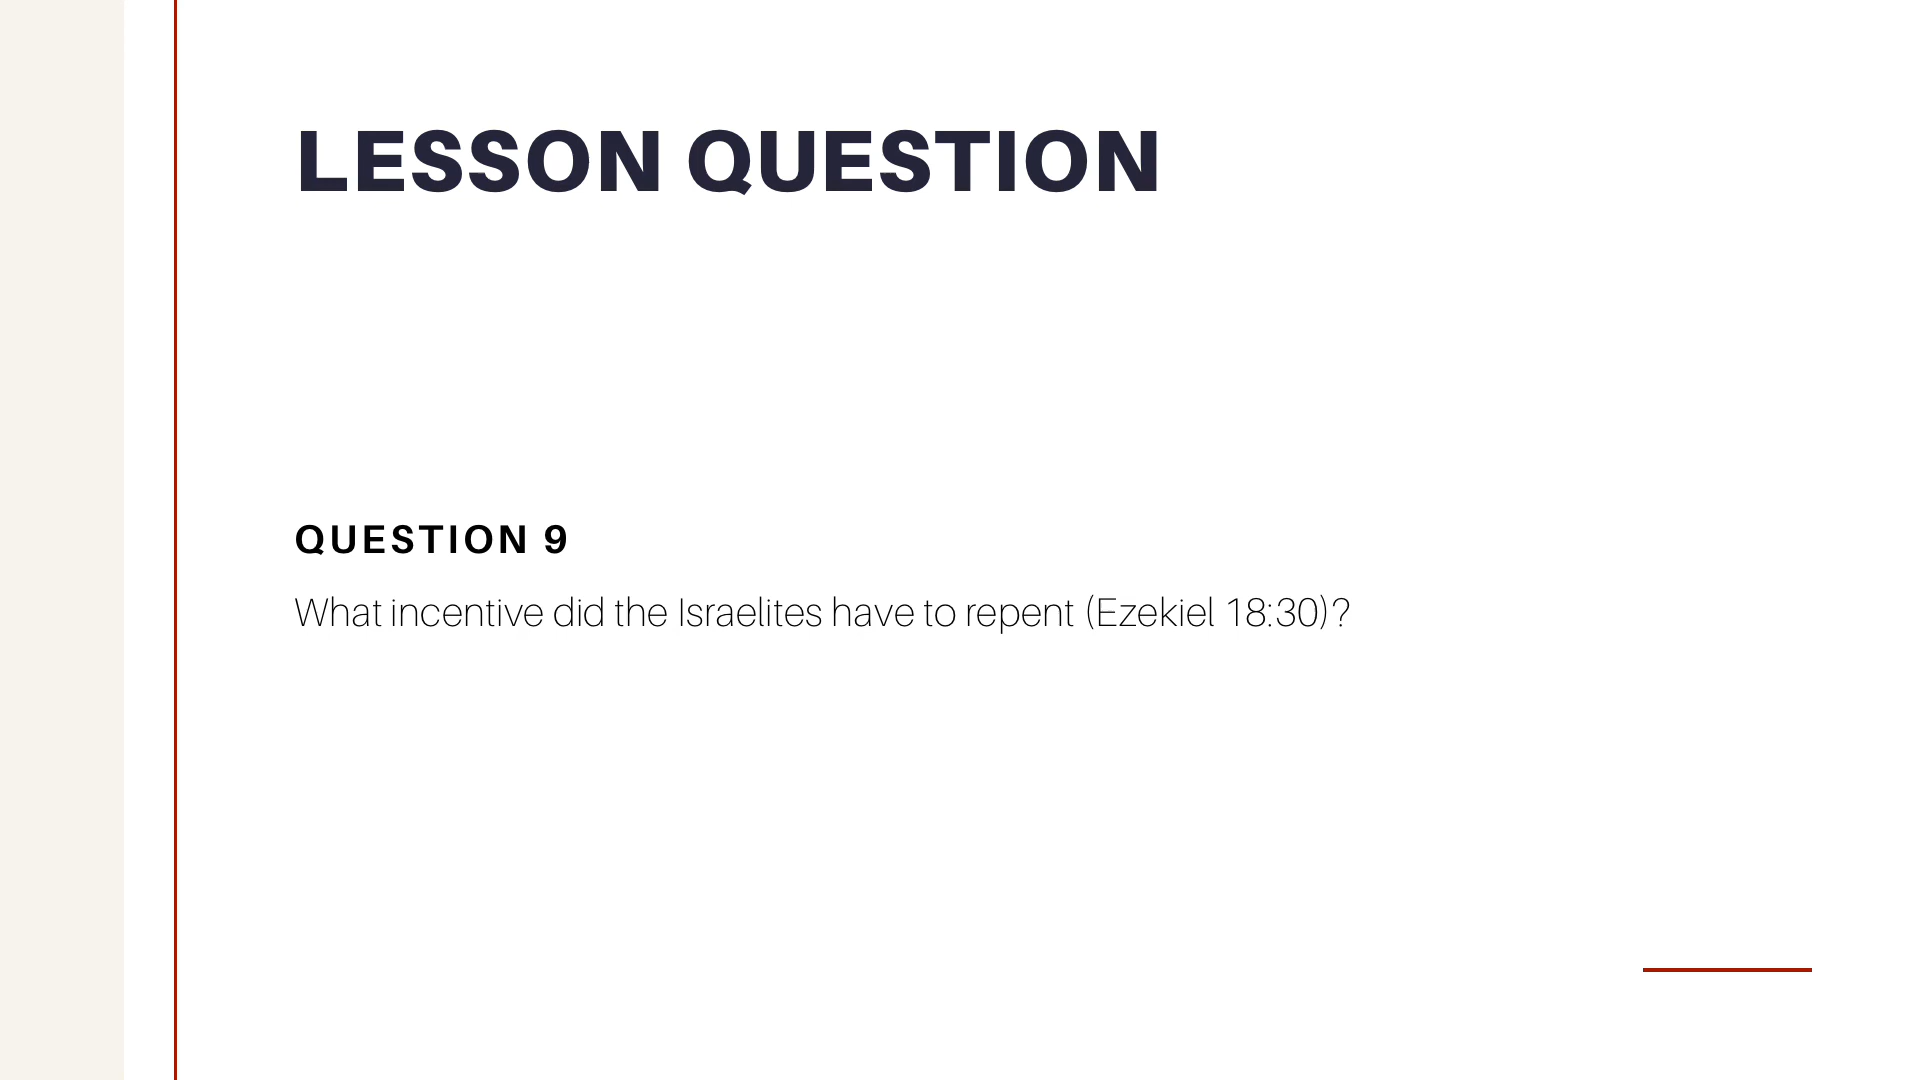 LESSON QUESTION
QUESTION 9
What incentive did the Israelites have to repent (Ezekiel 18:30)?